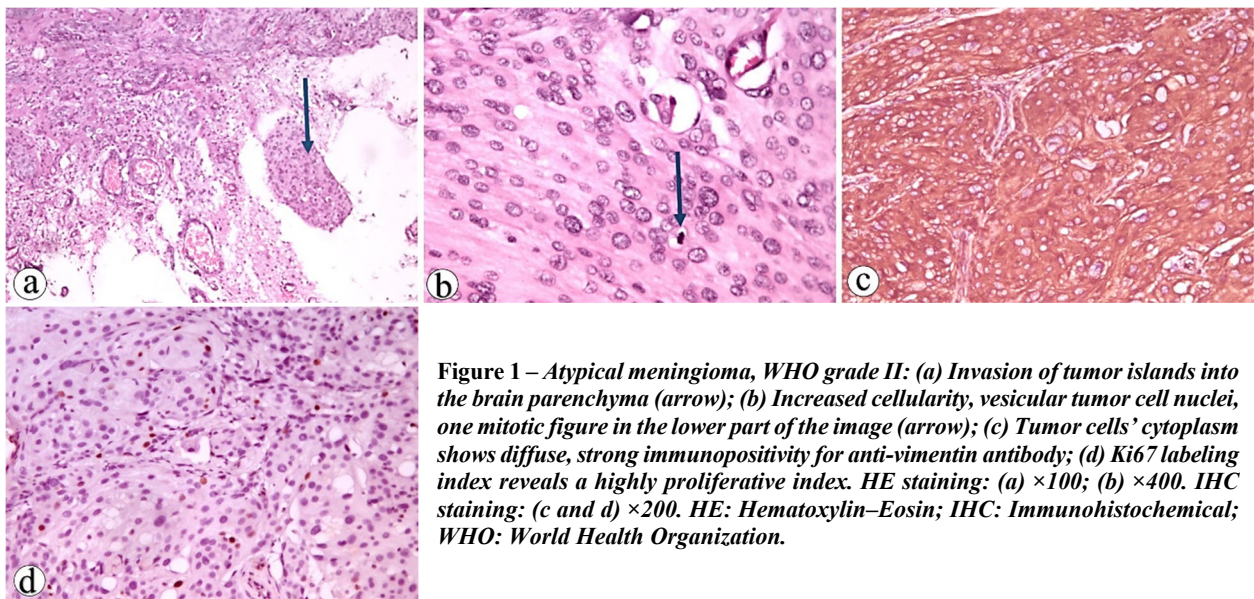 a
b
c
d
Figure 1 – Atypical meningioma, WHO grade II: (a) Invasion of tumor islands into
the brain parenchyma (arrow); (b) Increased cellularity, vesicular tumor cell nuclei,
one mitotic figure in the lower part of the image (arrow); (c) Tumor cells’ cytoplasm
shows diffuse, strong immunopositivity for anti-vimentin antibody; (d) Ki67 labeling
index reveals a highly proliferative index. HE staining: (a) ×100; (b) ×400. IHC
staining: (c and d) ×200. HE: Hematoxylin–Eosin; IHC: Immunohistochemical;
WHO: World Health Organization.